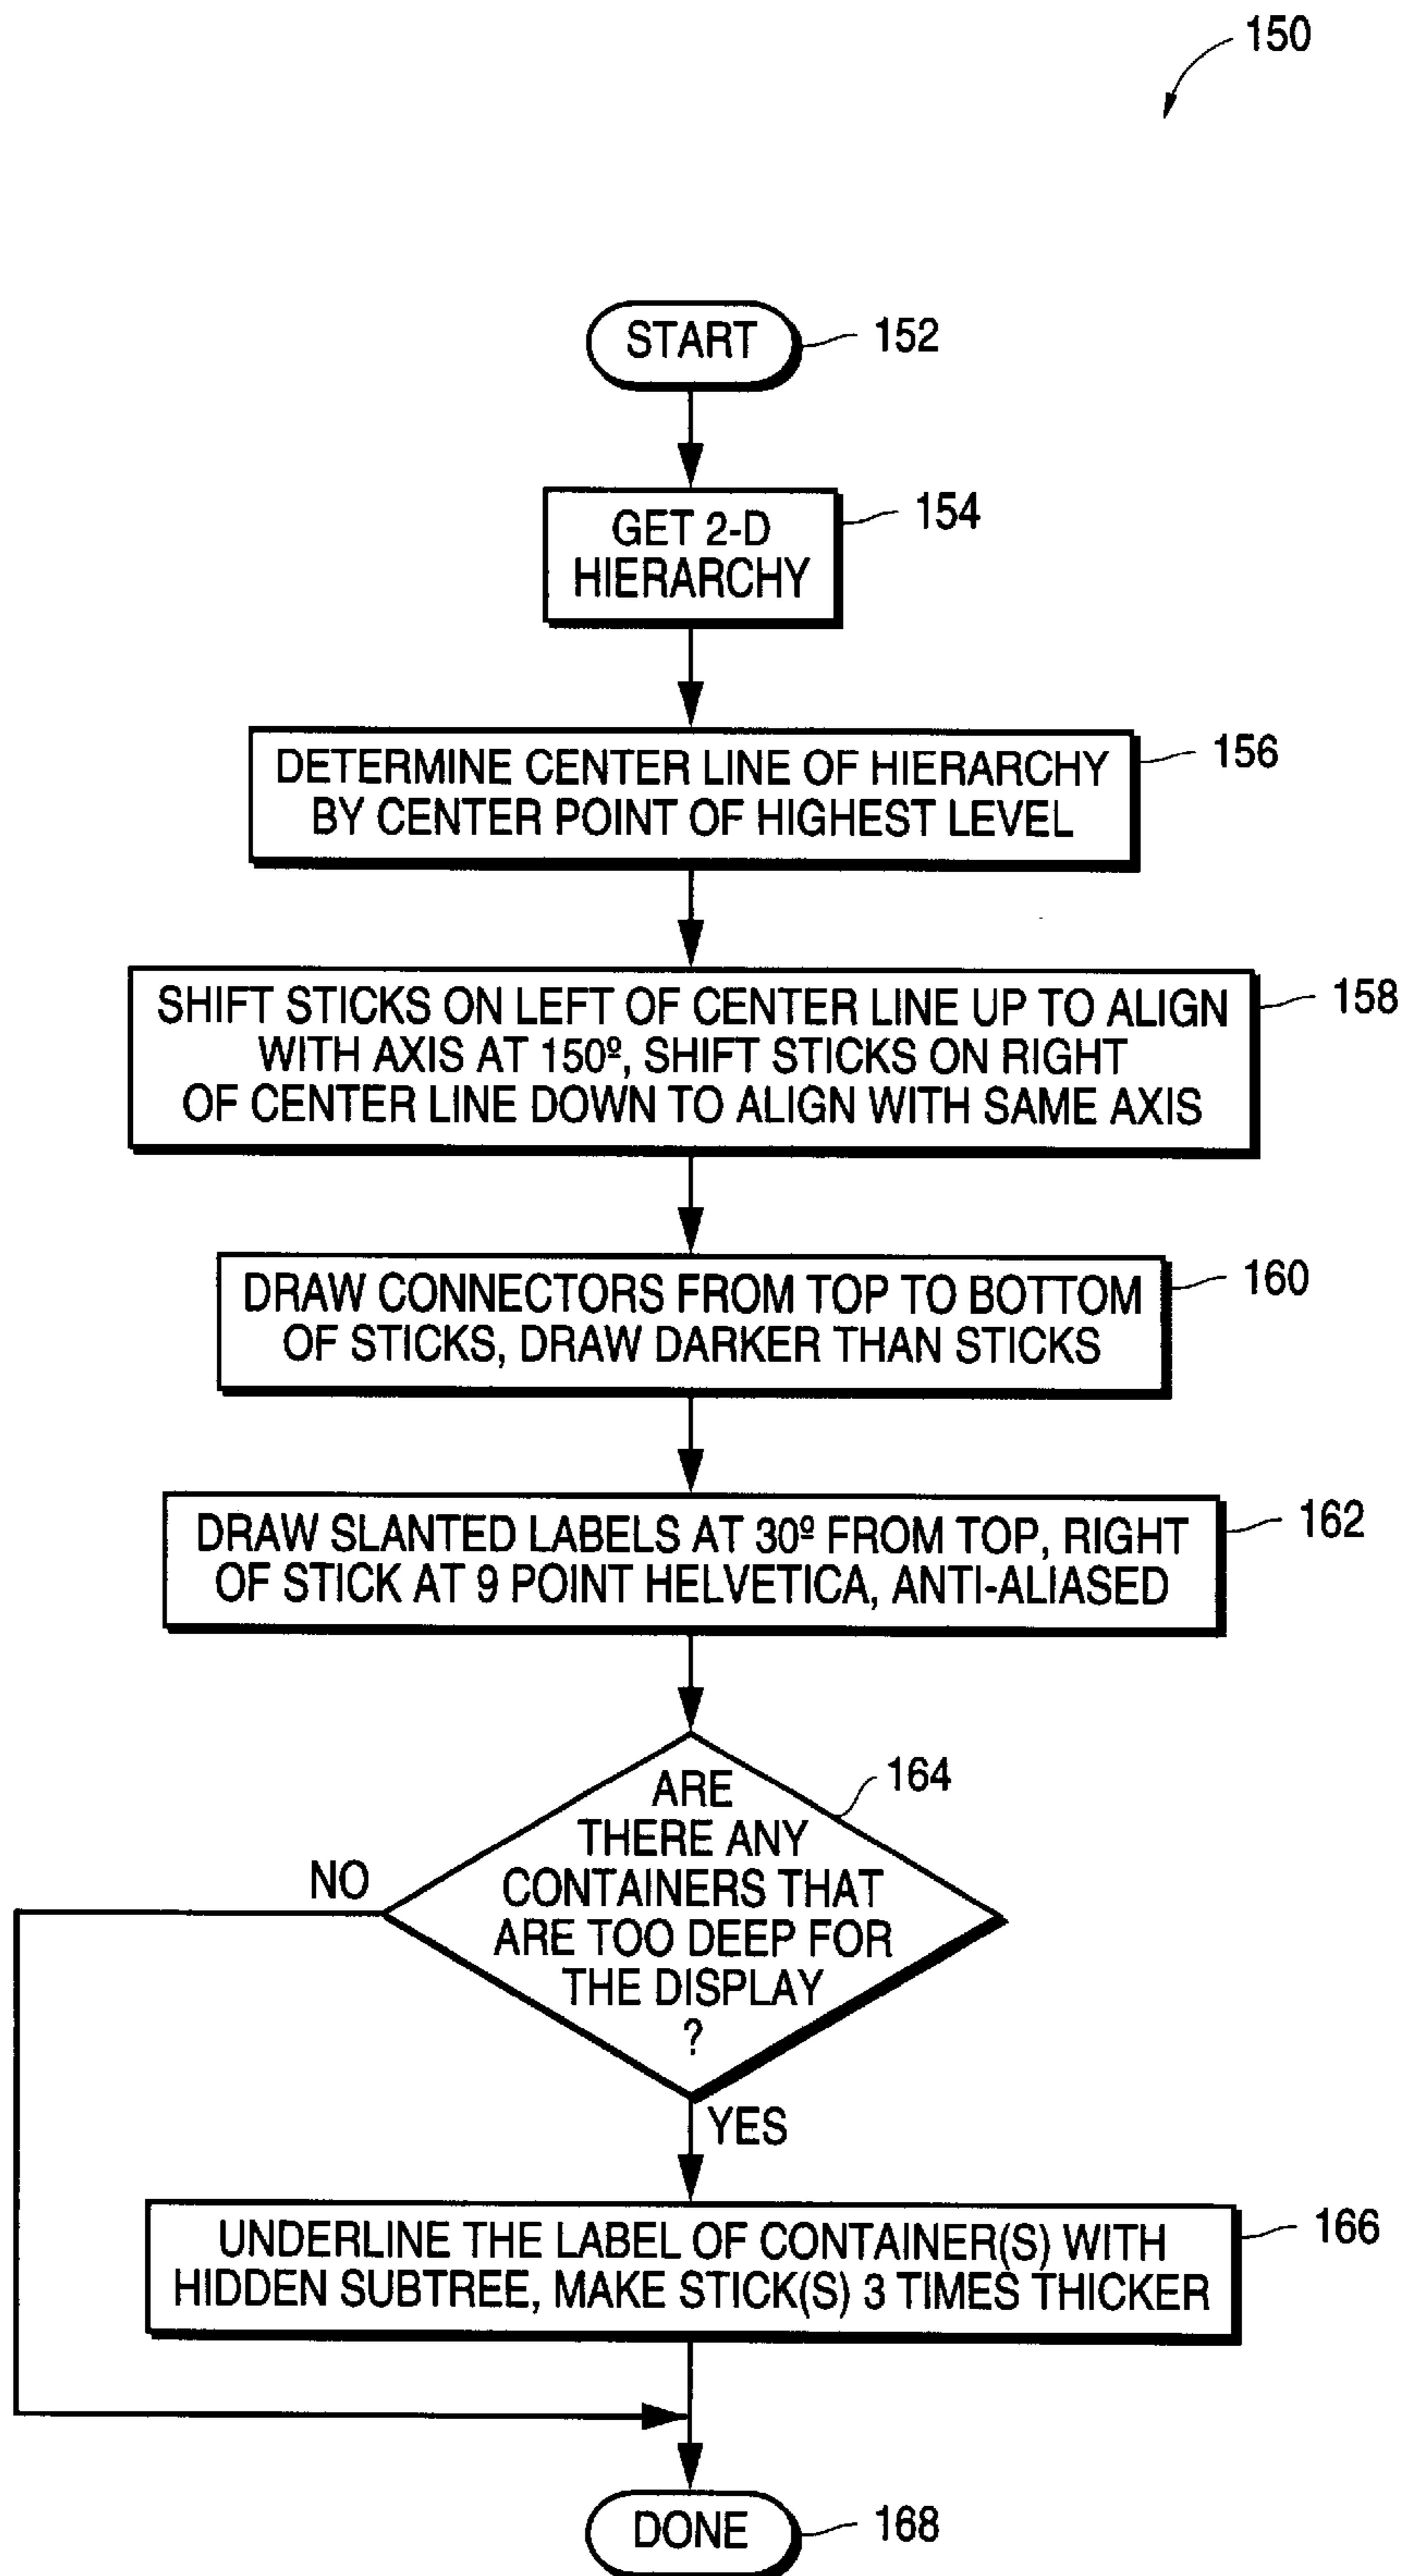 150
START
152
GET 2-D
HIERARCHY
154
DETERMINE CENTER LINE OF HIERARCHY
BY CENTER POINT OF HIGHEST LEVEL
156
SHIFT STICKS ON LEFT OF CENTER LINE UP TO ALIGN
WITH AXIS AT 150º, SHIFT STICKS ON RIGHT
OF CENTER LINE DOWN TO ALIGN WITH SAME AXIS
158
DRAW CONNECTORS FROM TOP TO BOTTOM
OF STICKS, DRAW DARKER THAN STICKS
160
DRAW SLANTED LABELS AT 30º FROM TOP, RIGHT
OF STICK AT 9 POINT HELVETICA, ANTI-ALIASED
162
ARE
THERE ANY
CONTAINERS THAT
ARE TOO DEEP FOR
THE DISPLAY
?
164
NO
YES
UNDERLINE THE LABEL OF CONTAINER(S) WITH
HIDDEN SUBTREE, MAKE STICK(S) 3 TIMES THICKER
166
DONE
168